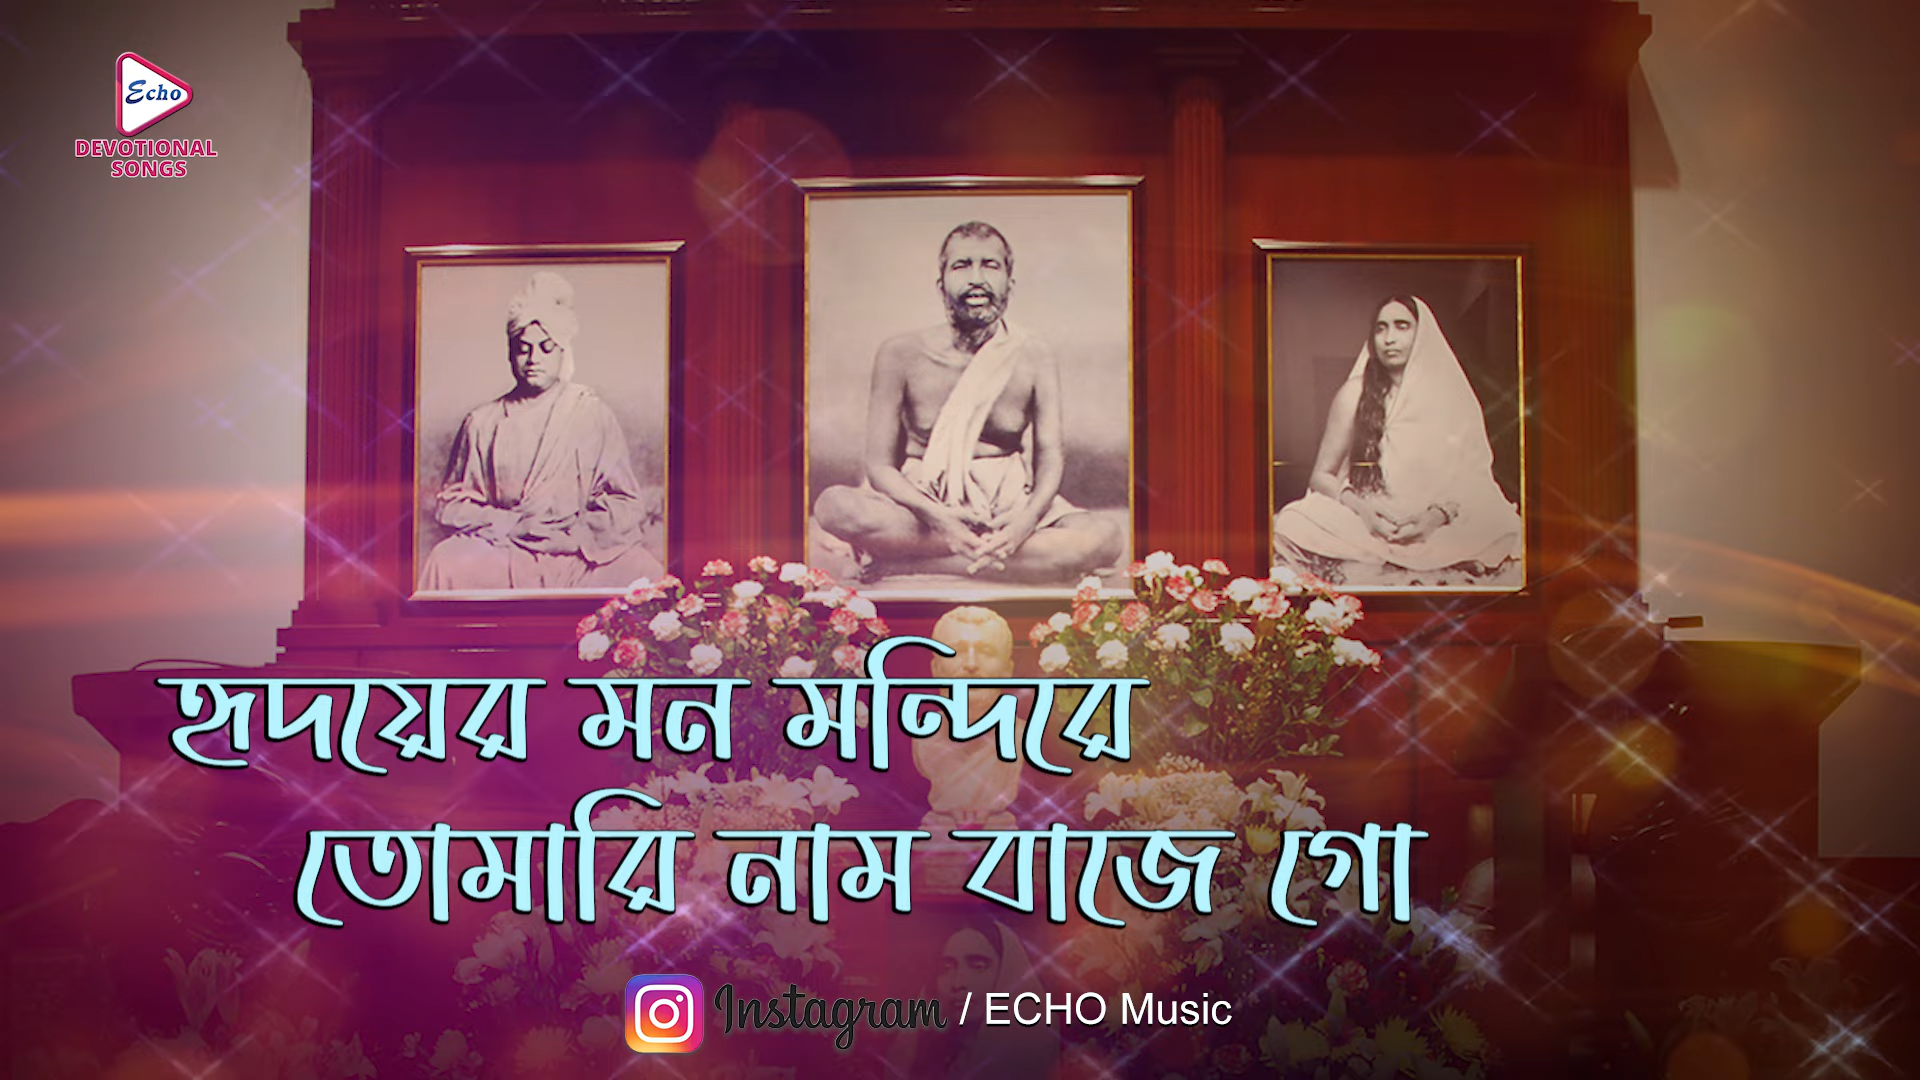 Echo
DEVOTIONAL
SONGS
হৃদয়ের মন মন্দিরে
তোমারি নাম বাজে গো
Instagram / ECHO Music